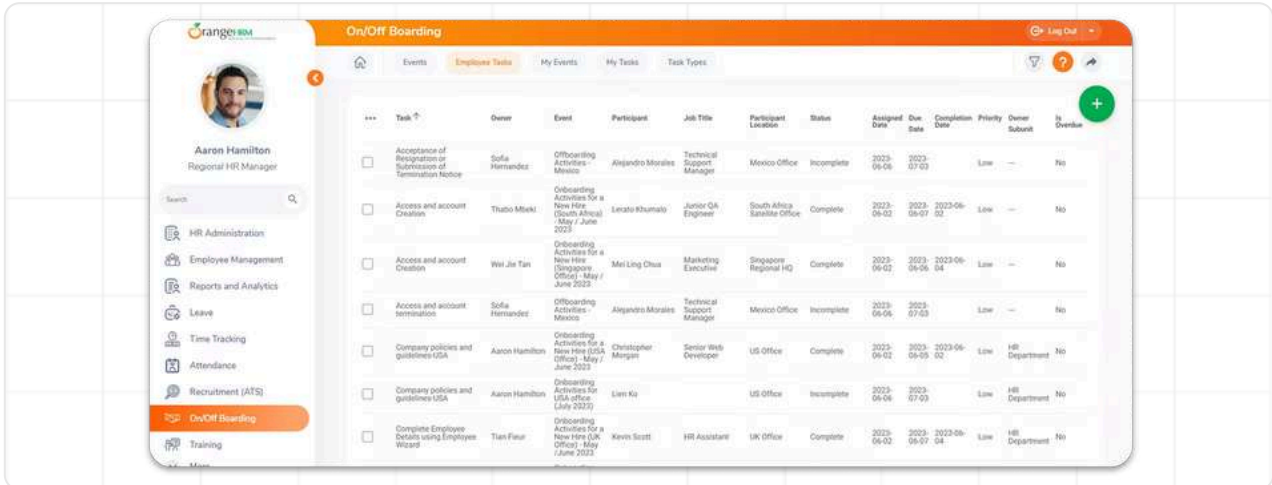 OrangeHRM
On/Off Boarding
Log Out
Events
Employee Tasks
My Events
My Tasks
Task Types
?
+
Aaron Hamilton
Regional HR Manager
Search
HR Administration
Employee Management
Reports and Analytics
Leave
Time Tracking
Attendance
Recruitment (ATS)
On/Off Boarding
Training
More
Task Owner Event Participant Job Title Participant Location Status Assigned Date Due Date Completion Date Priority Owner Subunit Is Overdue
Acceptance of Resignation or Submission of Termination Notice Sofia Hernandez Offboarding Activities - Mexico Alejandro Morales Technical Support Manager Mexico Office Incomplete 2023-06-06 2023-07-03 Low — No
Access and account Creation Thabo Mbeki Onboarding Activities for a New Hire (South Africa) - May / June 2023 Lerato Khumalo Junior QA Engineer South Africa Satellite Office Complete 2023-06-02 2023-06-07 2023-06-02 Low — No
Access and account Creation Wei Jie Tan Onboarding Activities for a New Hire (Singapore Office) - May / June 2023 Mei Ling Chua Marketing Executive Singapore Regional HQ Complete 2023-06-02 2023-06-06 2023-06-04 Low — No
Access and account termination Sofia Hernandez Offboarding Activities - Mexico Alejandro Morales Technical Support Manager Mexico Office Incomplete 2023-06-06 2023-07-03 Low — No
Company policies and guidelines-USA Aaron Hamilton Onboarding Activities for a New Hire (USA Office) - May / June 2023 Christopher Morgan Senior Web Developer US Office Complete 2023-06-02 2023-06-05 2023-06-02 Low HR Department No
Company policies and guidelines-USA Aaron Hamilton Onboarding Activities for USA office (July 2023) Lien Ku US Office Incomplete 2023-06-06 2023-07-03 Low HR Department No
Complete Employee Details using Employee Wizard Tian Fieur Onboarding Activities for a New Hire (UK Office) - May /June 2023 Kevin Scott HR Assistant UK Office Complete 2023-06-02 2023-06-07 2023-06-04 Low HR Department No